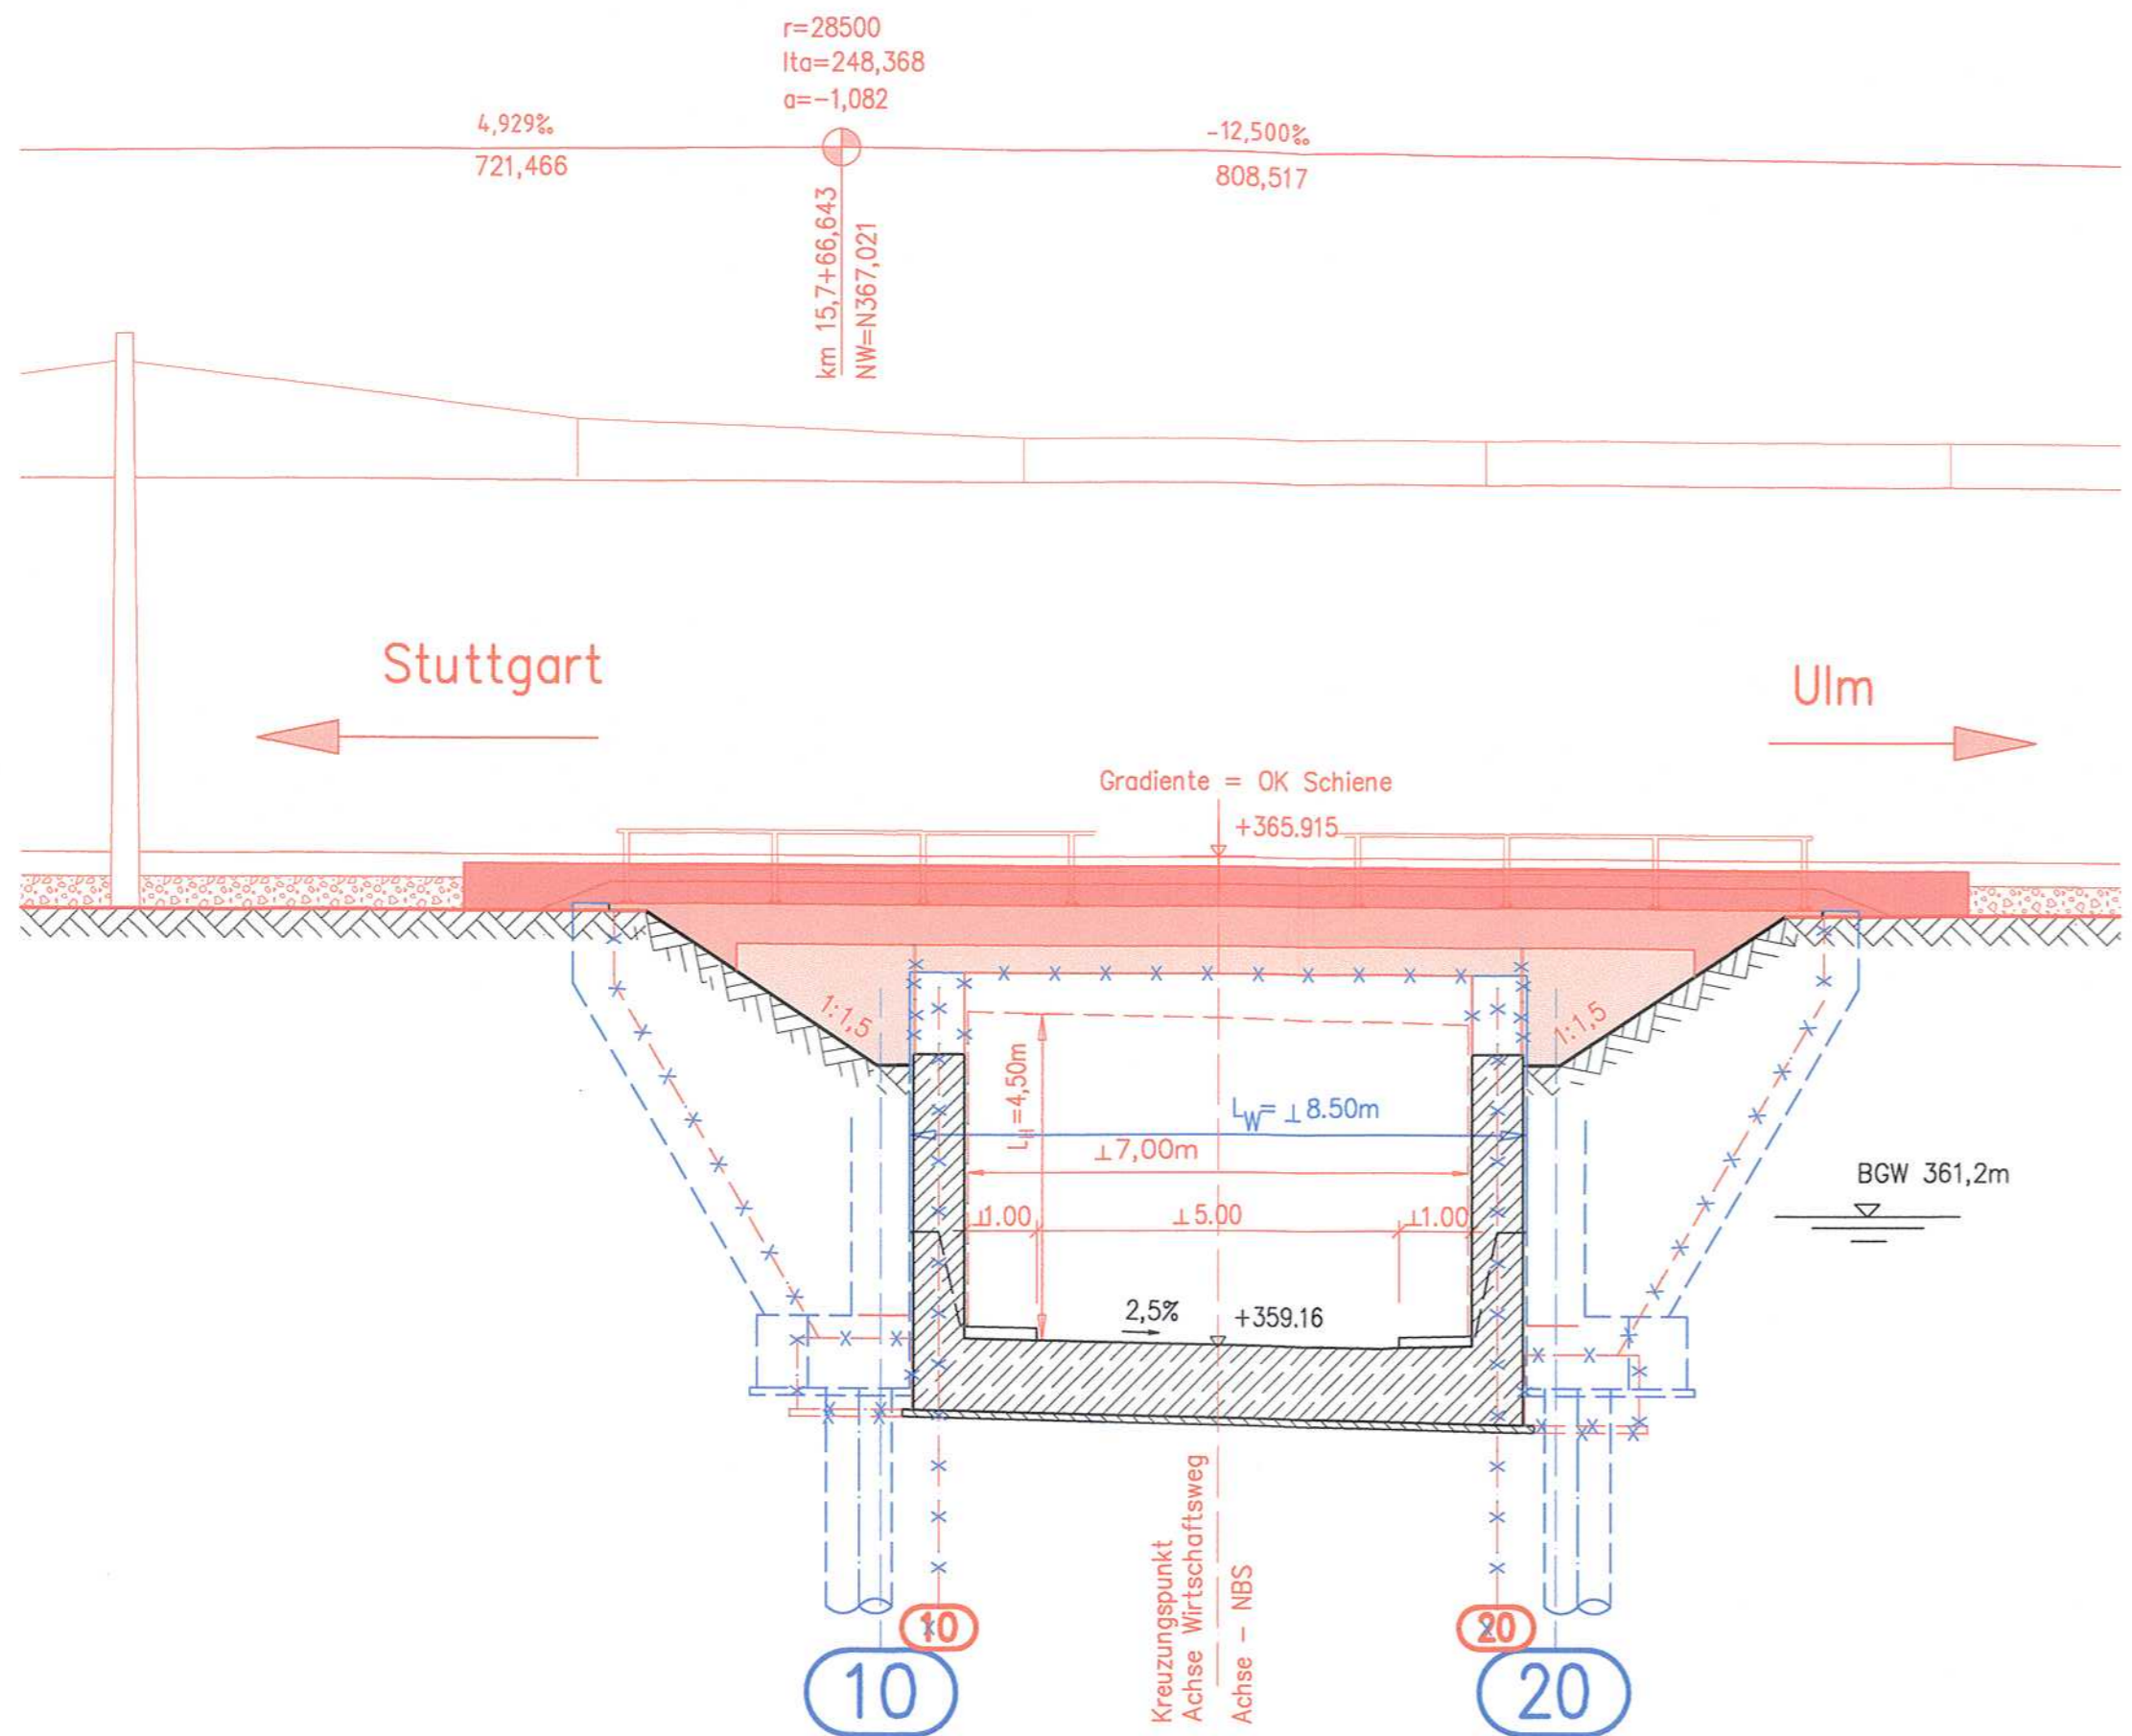 r=28500
lta=248,368
a=-1,082
4,929‰
721,466
-12,500‰
808,517
km 15,7+66,643
NW=N367,021
Stuttgart
Ulm
Gradiente = OK Schiene
+365.915
1:1,5
1:1,5
LH=4,50m
LW= ⊥8.50m
⊥7,00m
BGW 361,2m
⊥1.00
⊥5.00
⊥1.00
2,5%
+359.16
Kreuzungspunkt
Achse Wirtschaftsweg
Achse - NBS
10
20
10
20